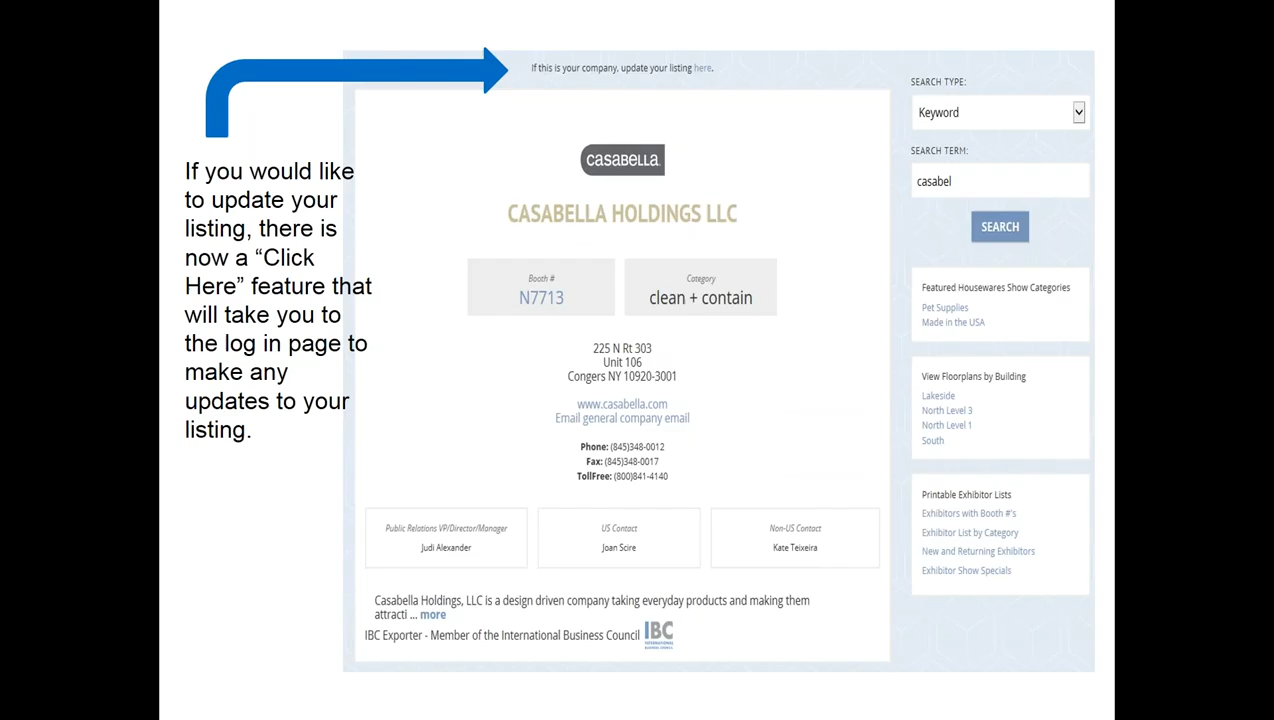 If this is your company, update your listing here.
If you would like
to update your
listing, there is
now a “Click
Here” feature that
will take you to
the log in page to
make any
updates to your
listing.
casabella
CASABELLA HOLDINGS LLC
Booth #
N7713
Category
clean + contain
225 N Rt 303
Unit 106
Congers NY 10920-3001
www.casabella.com
Email general company email
Phone: (845)348-0012
Fax: (845)348-0017
TollFree: (800)841-4140
Public Relations VP/Director/Manager
Judi Alexander
US Contact
Joan Scire
Non-US Contact
Kate Teixeira
Casabella Holdings, LLC is a design driven company taking everyday products and making them
attracti ... more
IBC Exporter - Member of the International Business Council
IBC
INTERNATIONAL
BUSINESS COUNCIL
SEARCH TYPE:
Keyword
SEARCH TERM:
casabel
SEARCH
Featured Housewares Show Categories
Pet Supplies
Made in the USA
View Floorplans by Building
Lakeside
North Level 3
North Level 1
South
Printable Exhibitor Lists
Exhibitors with Booth #'s
Exhibitor List by Category
New and Returning Exhibitors
Exhibitor Show Specials